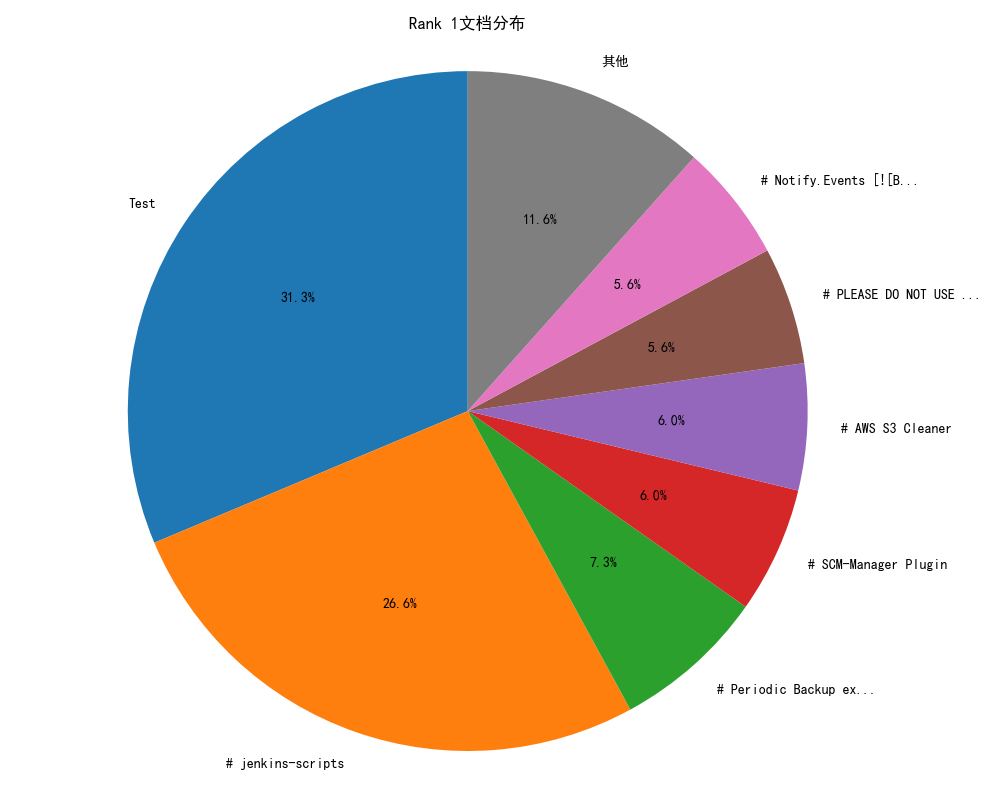 Rank 1文档分布
其他
# Notify.Events [![B...
Test
11.6%
5.6%
# PLEASE DO NOT USE ...
31.3%
5.6%
6.0%
# AWS S3 Cleaner
6.0%
7.3%
# SCM-Manager Plugin
26.6%
# Periodic Backup ex...
# jenkins-scripts